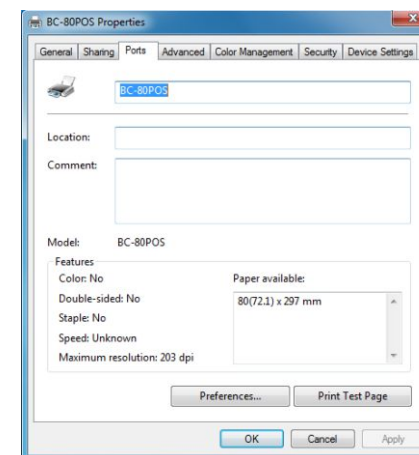 BC-80POS Properties
General Sharing Ports Advanced Color Management Security Device Settings
BC-80POS
Location:
Comment:
Model: BC-80POS
Features
Color: No
Double-sided: No
Staple: No
Speed: Unknown
Maximum resolution: 203 dpi
Paper available:
80(72.1) x 297 mm
Preferences... Print Test Page
OK Cancel Apply